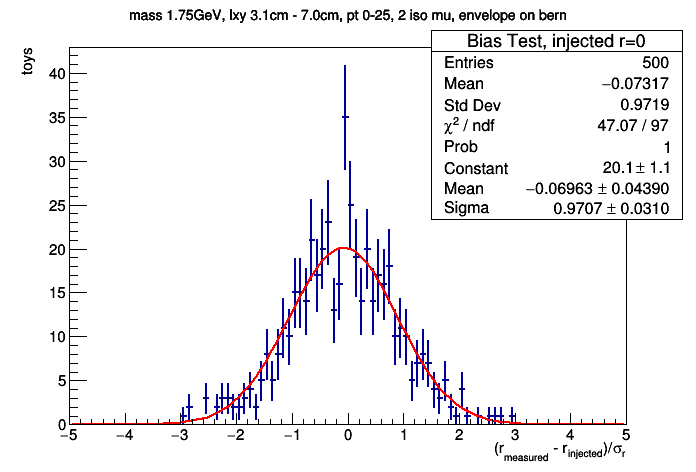 mass 1.75GeV, lxy 3.1cm - 7.0cm, pt 0-25, 2 iso mu, envelope on bern
toys
Bias Test, injected r=0
Entries 500
Mean −0.07317
Std Dev 0.9719
χ² / ndf 47.07 / 97
Prob 1
Constant 20.1 ± 1.1
Mean −0.06963 ± 0.04390
Sigma 0.9707 ± 0.0310
40
35
30
25
20
15
10
5
0
−5 −4 −3 −2 −1 0 1 2 3 4 5
(r_measured - r_injected)/σ_r